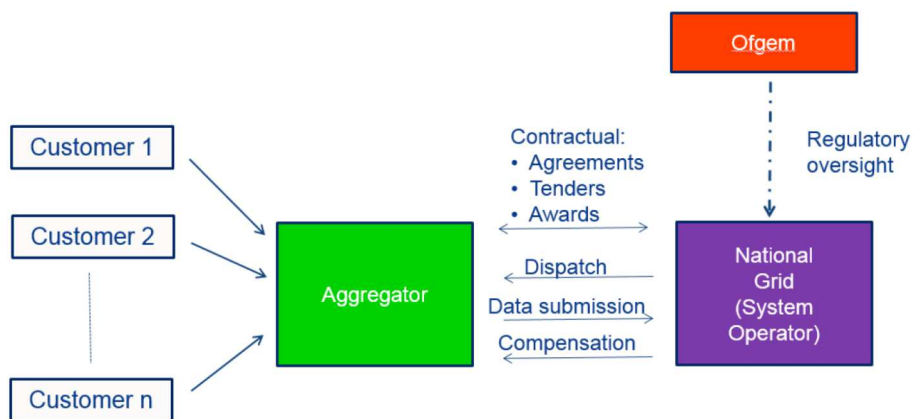 Ofgem
Customer 1
Contractual:
• Agreements
• Tenders
• Awards
Regulatory
oversight
Customer 2
Aggregator
Dispatch
Data submission
Compensation
National
Grid
(System
Operator)
Customer n